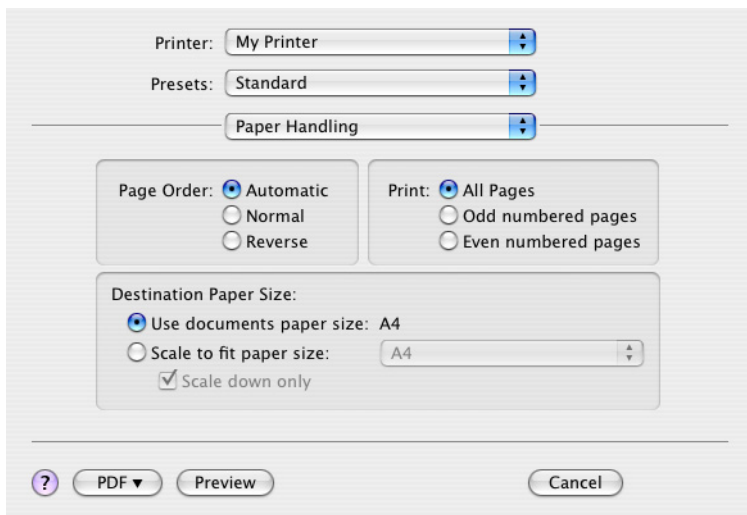 Printer: My Printer
Presets: Standard
Paper Handling
Page Order: Automatic
Normal
Reverse
Print: All Pages
Odd numbered pages
Even numbered pages
Destination Paper Size:
Use documents paper size: A4
Scale to fit paper size: A4
Scale down only
? PDF▼ Preview Cancel